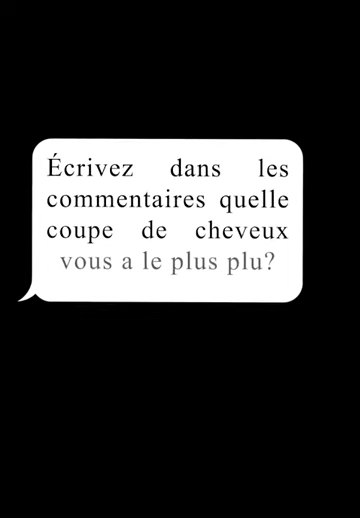 Écrivez dans les
commentaires quelle
coupe de cheveux
vous a le plus plu?